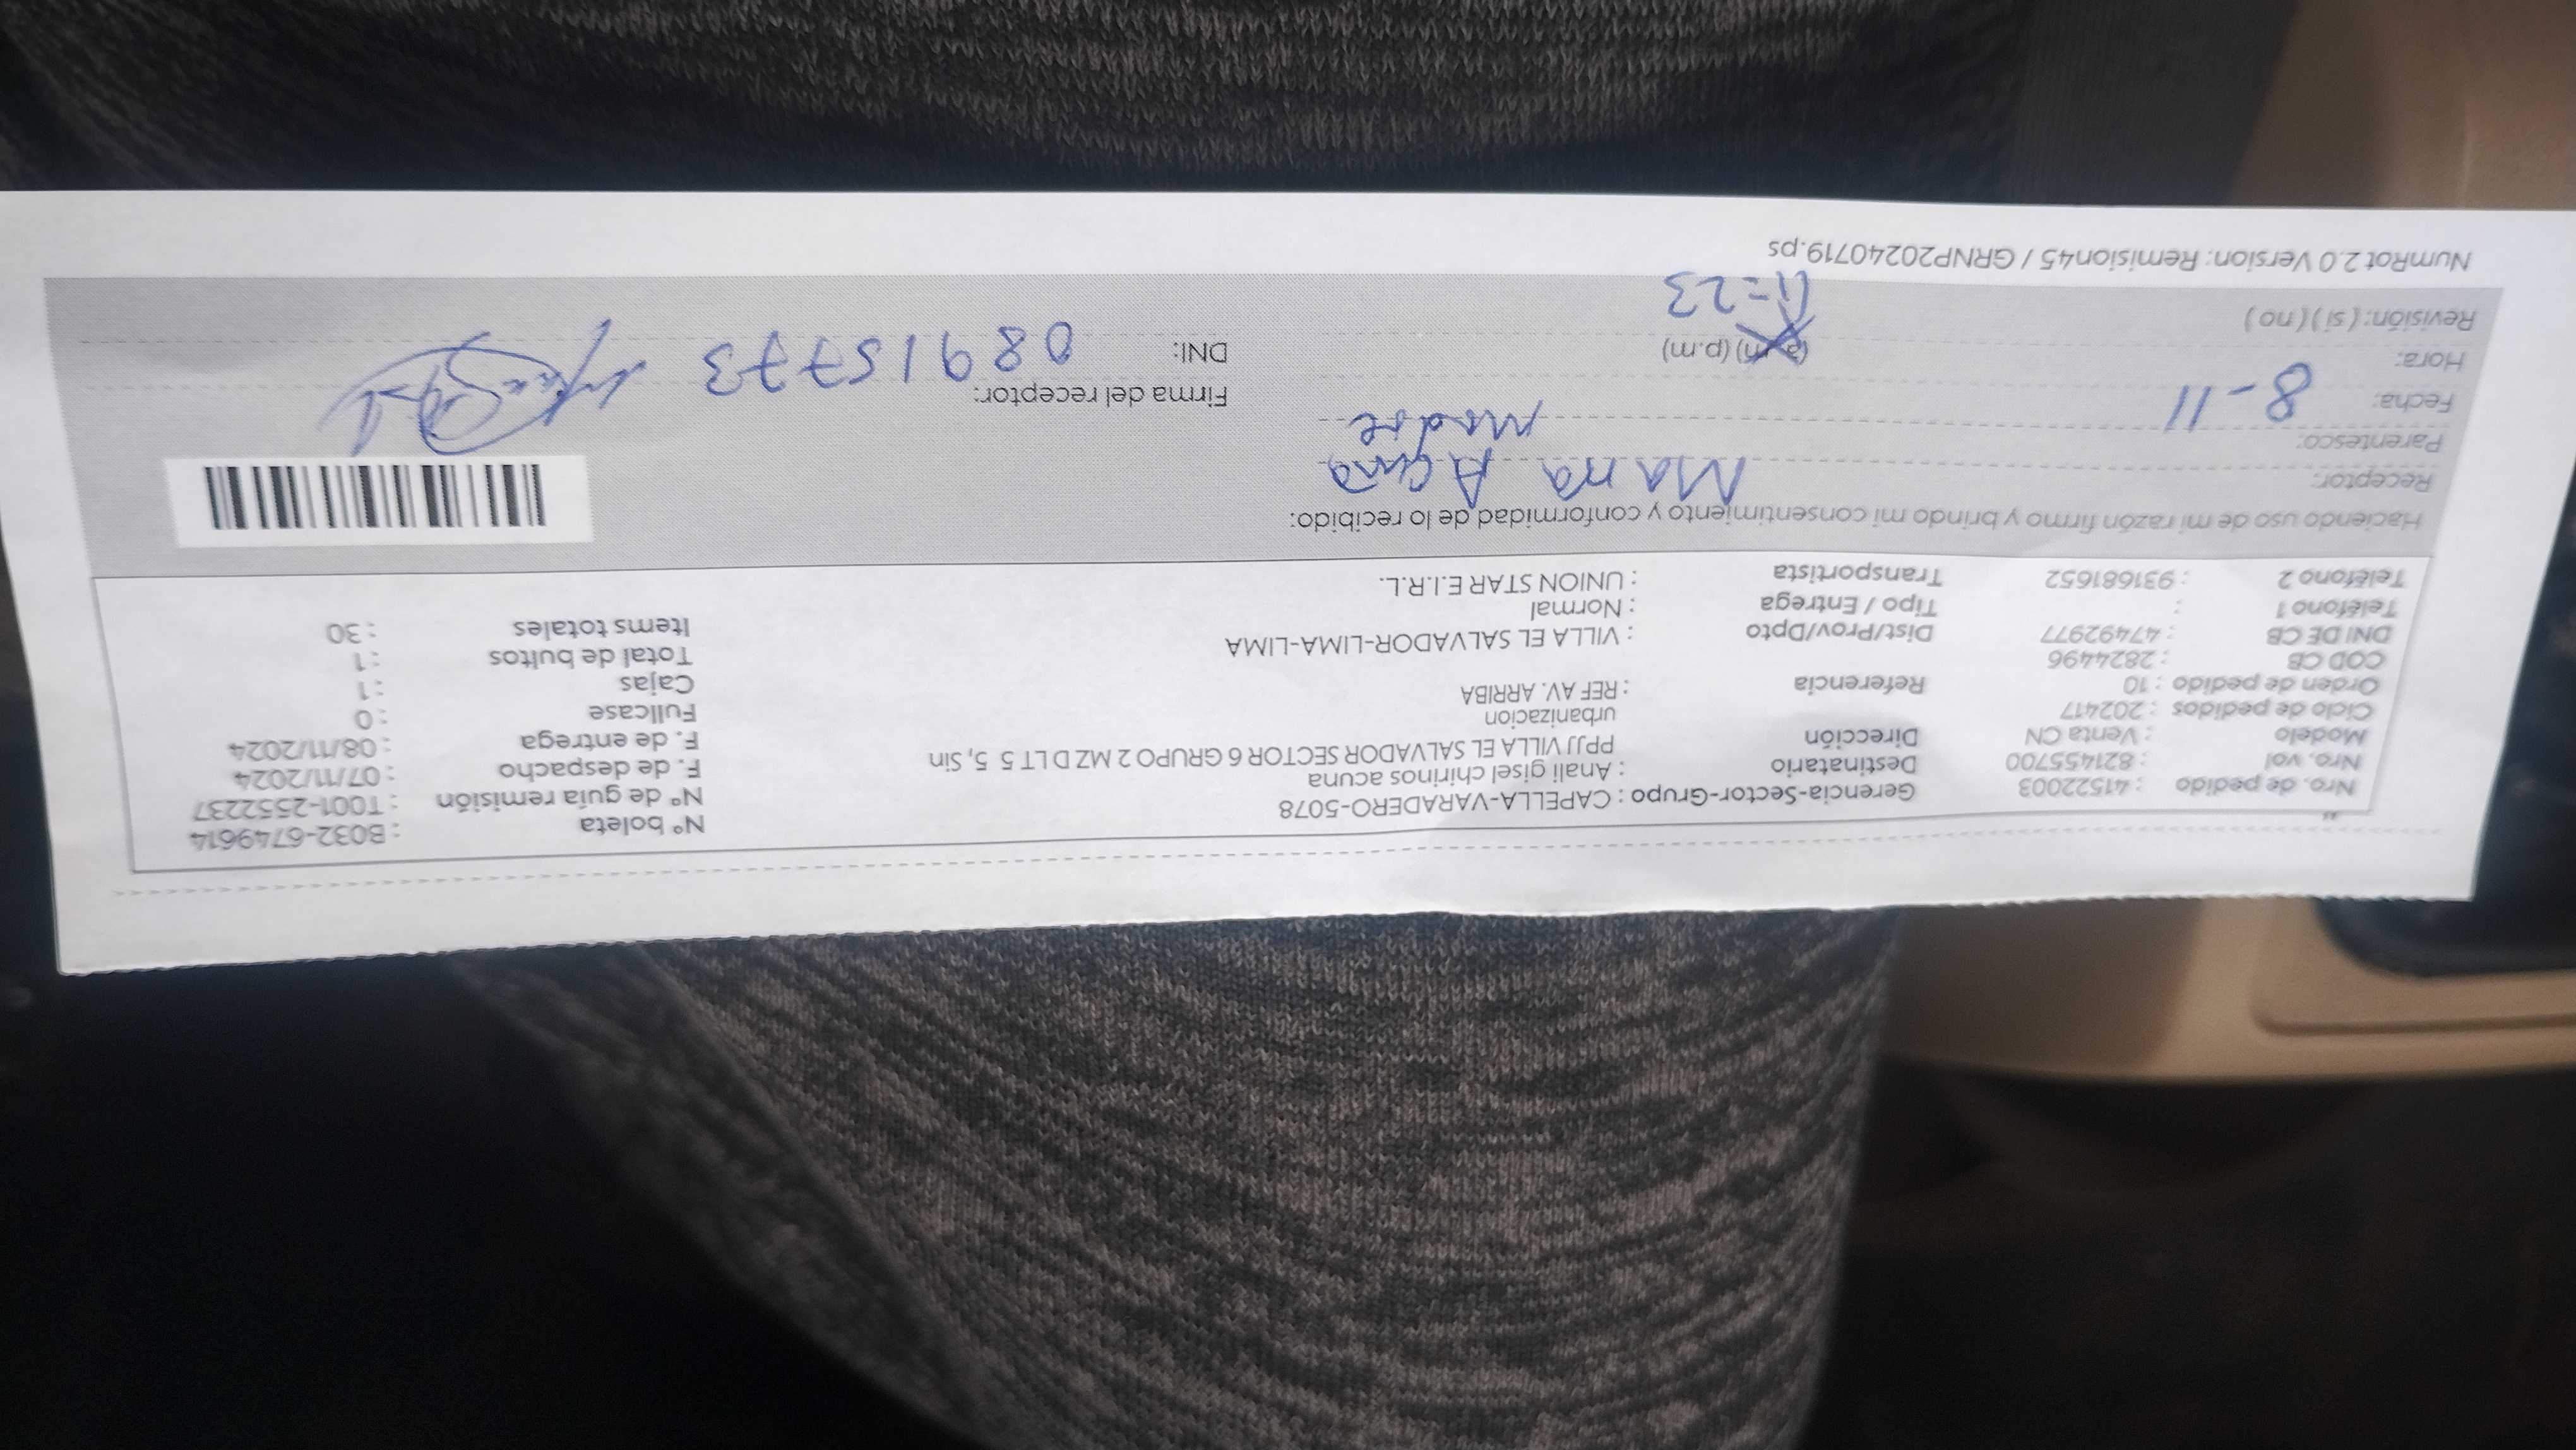 Nro. de pedido : 41522003 Gerencia-Sector-Grupo : CAPELLA-VARADERO-5078 N° boleta : B032-6749614
Nro. vol : 821455700 Destinatario : Anali gisel chirinos acuna N° de guía remisión : T001-2552237
Modelo : Venta CN Dirección PPJJ VILLA EL SALVADOR SECTOR 6 GRUPO 2 MZ D LT 5 5, Sin F. de despacho : 07/11/2024
Ciclo de pedidos : 202417 urbanizacion F. de entrega : 08/11/2024
Orden de pedido : 10 Referencia : REF AV. ARRIBA Fullcase : 0
COD CB : 2824496 Cajas : 1
DNI DE CB : 47492977 Dist/Prov/Dpto : VILLA EL SALVADOR-LIMA-LIMA Total de bultos : 1
Teléfono 1 : Tipo / Entrega : Normal Items totales : 30
Teléfono 2 : 931681652 Transportista : UNION STAR E.I.R.L.
Haciendo uso de mi razón firmo y brindo mi consentimiento y conformidad de lo recibido:
Receptor: Acuña
Parentesco: Madre
Fecha: 8-11 Firma del receptor:
Hora: (a.m) (p.m) DNI: 08915773
11=23
Revisión: ( si ) ( no )
NumRot 2.0 Version: Remision45 / GRNP20240719.ps